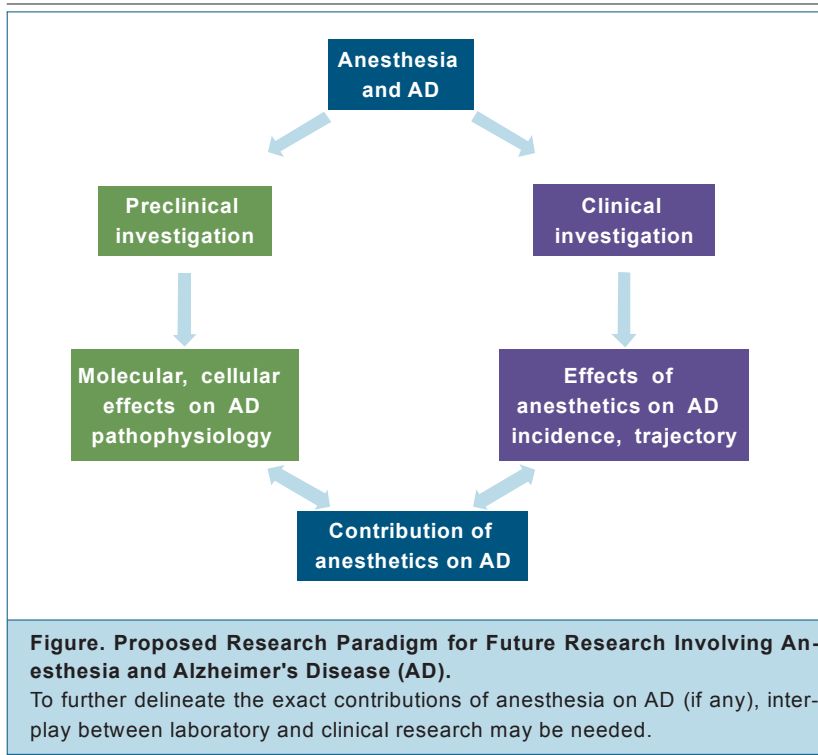 Anesthesia
and AD
Preclinical
investigation
Clinical
investigation
Molecular, cellular
effects on AD
pathophysiology
Effects of
anesthetics on AD
incidence, trajectory
Contribution of
anesthetics on AD
Figure. Proposed Research Paradigm for Future Research Involving An-
esthesia and Alzheimer's Disease (AD).
To further delineate the exact contributions of anesthesia on AD (if any), inter-
play between laboratory and clinical research may be needed.